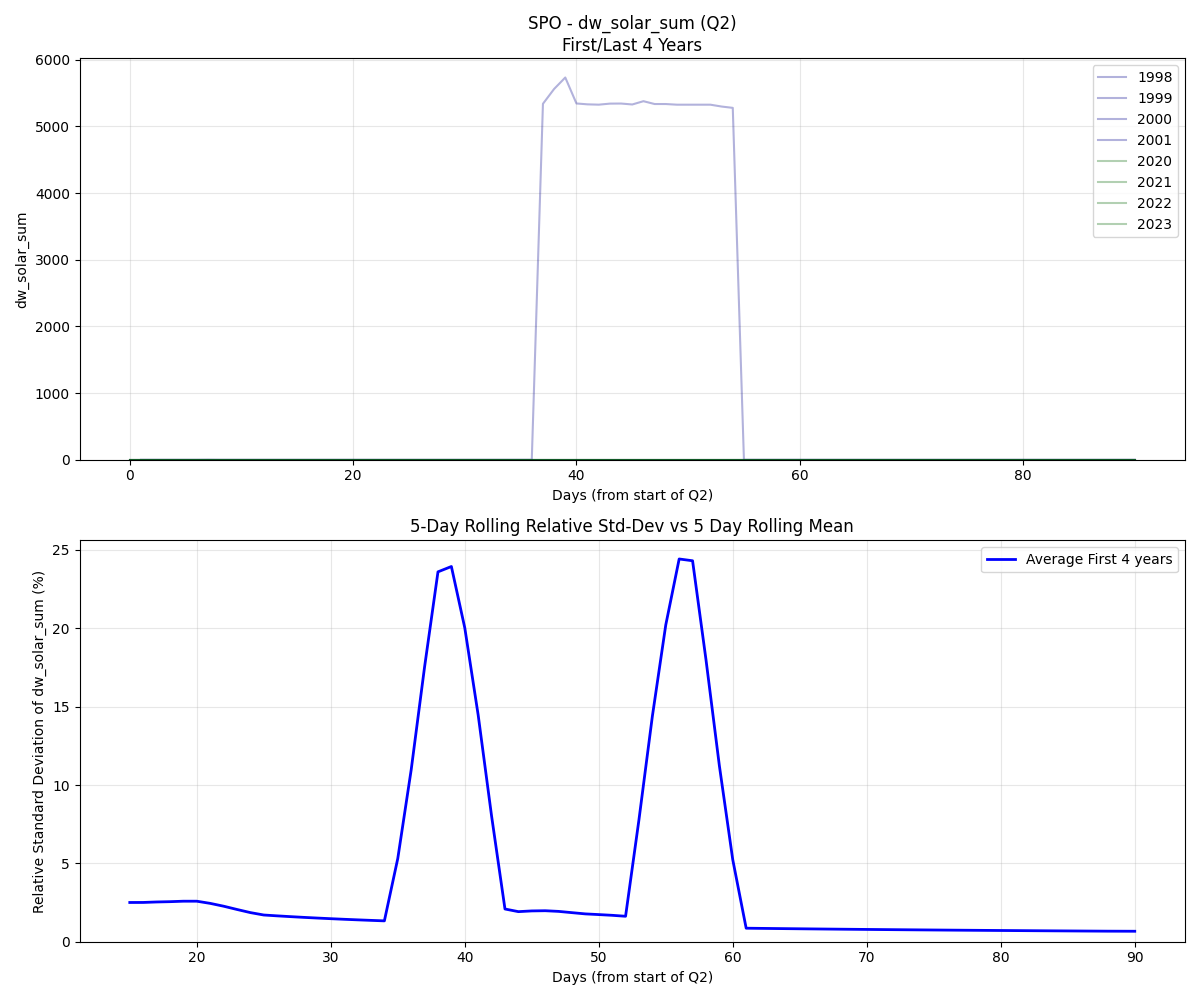 SPO - dw_solar_sum (Q2)
First/Last 4 Years
dw_solar_sum
6000
5000
4000
3000
2000
1000
0
0 20 40 60 80
Days (from start of Q2)
1998
1999
2000
2001
2020
2021
2022
2023
5-Day Rolling Relative Std-Dev vs 5 Day Rolling Mean
Relative Standard Deviation of dw_solar_sum (%)
25
20
15
10
5
0
20 30 40 50 60 70 80 90
Days (from start of Q2)
Average First 4 years